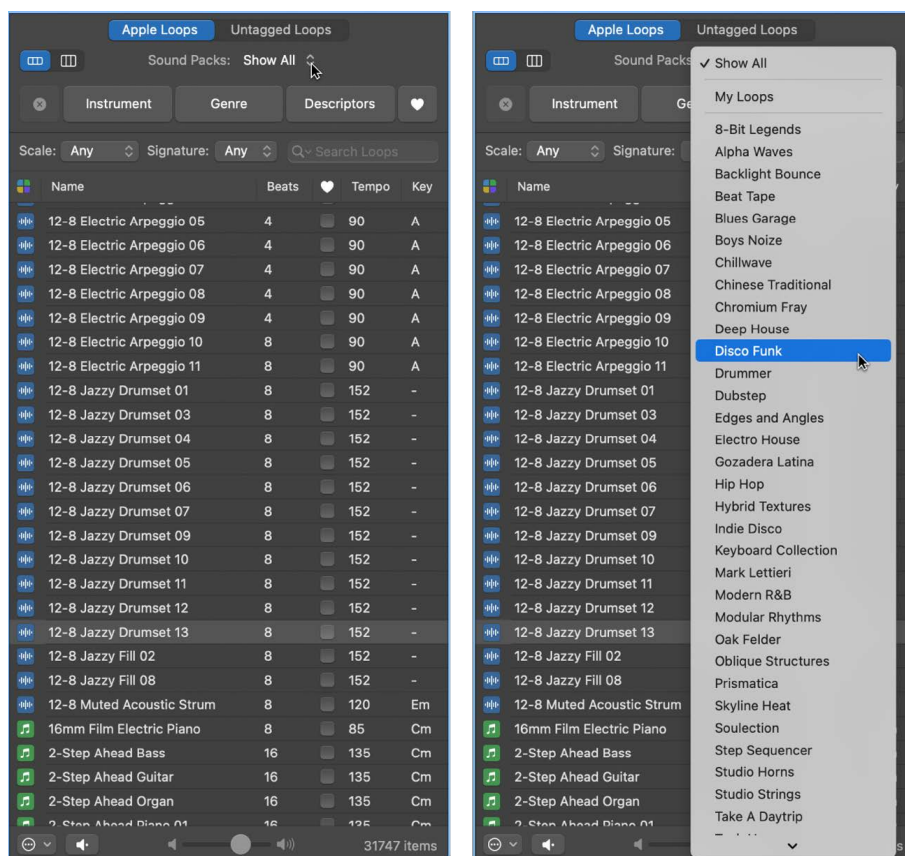 Apple Loops Untagged Loops
Sound Packs: Show All
Instrument Genre Descriptors
Scale: Any Signature: Any Search Loops
Name Beats Tempo Key
12-8 Electric Arpeggio 05 4 90 A
12-8 Electric Arpeggio 06 4 90 A
12-8 Electric Arpeggio 07 4 90 A
12-8 Electric Arpeggio 08 4 90 A
12-8 Electric Arpeggio 09 4 90 A
12-8 Electric Arpeggio 10 8 90 A
12-8 Electric Arpeggio 11 8 90 A
12-8 Jazzy Drumset 01 8 152 -
12-8 Jazzy Drumset 03 8 152 -
12-8 Jazzy Drumset 04 8 152 -
12-8 Jazzy Drumset 05 8 152 -
12-8 Jazzy Drumset 06 8 152 -
12-8 Jazzy Drumset 07 8 152 -
12-8 Jazzy Drumset 09 8 152 -
12-8 Jazzy Drumset 10 8 152 -
12-8 Jazzy Drumset 11 8 152 -
12-8 Jazzy Drumset 12 8 152 -
12-8 Jazzy Drumset 13 8 152 -
12-8 Jazzy Fill 02 8 152 -
12-8 Jazzy Fill 08 8 152 -
12-8 Muted Acoustic Strum 8 120 Em
16mm Film Electric Piano 8 85 Cm
2-Step Ahead Bass 16 135 Cm
2-Step Ahead Guitar 16 135 Cm
2-Step Ahead Organ 16 135 Cm
2-Step Ahead Piano 01 16 135 Cm
31747 items
Apple Loops Untagged Loops
Sound Packs
Instrument Ge
Scale: Any Signature:
Name
12-8 Electric Arpeggio 05
12-8 Electric Arpeggio 06
12-8 Electric Arpeggio 07
12-8 Electric Arpeggio 08
12-8 Electric Arpeggio 09
12-8 Electric Arpeggio 10
12-8 Electric Arpeggio 11
12-8 Jazzy Drumset 01
12-8 Jazzy Drumset 03
12-8 Jazzy Drumset 04
12-8 Jazzy Drumset 05
12-8 Jazzy Drumset 06
12-8 Jazzy Drumset 07
12-8 Jazzy Drumset 09
12-8 Jazzy Drumset 10
12-8 Jazzy Drumset 11
12-8 Jazzy Drumset 12
12-8 Jazzy Drumset 13
12-8 Jazzy Fill 02
12-8 Jazzy Fill 08
12-8 Muted Acoustic Strum
16mm Film Electric Piano
2-Step Ahead Bass
2-Step Ahead Guitar
2-Step Ahead Organ
2-Step Ahead Piano 01
✓ Show All
My Loops
8-Bit Legends
Alpha Waves
Backlight Bounce
Beat Tape
Blues Garage
Boys Noize
Chillwave
Chinese Traditional
Chromium Fray
Deep House
Disco Funk
Drummer
Dubstep
Edges and Angles
Electro House
Gozadera Latina
Hip Hop
Hybrid Textures
Indie Disco
Keyboard Collection
Mark Lettieri
Modern R&B
Modular Rhythms
Oak Felder
Oblique Structures
Prismatica
Skyline Heat
Soulection
Step Sequencer
Studio Horns
Studio Strings
Take A Daytrip